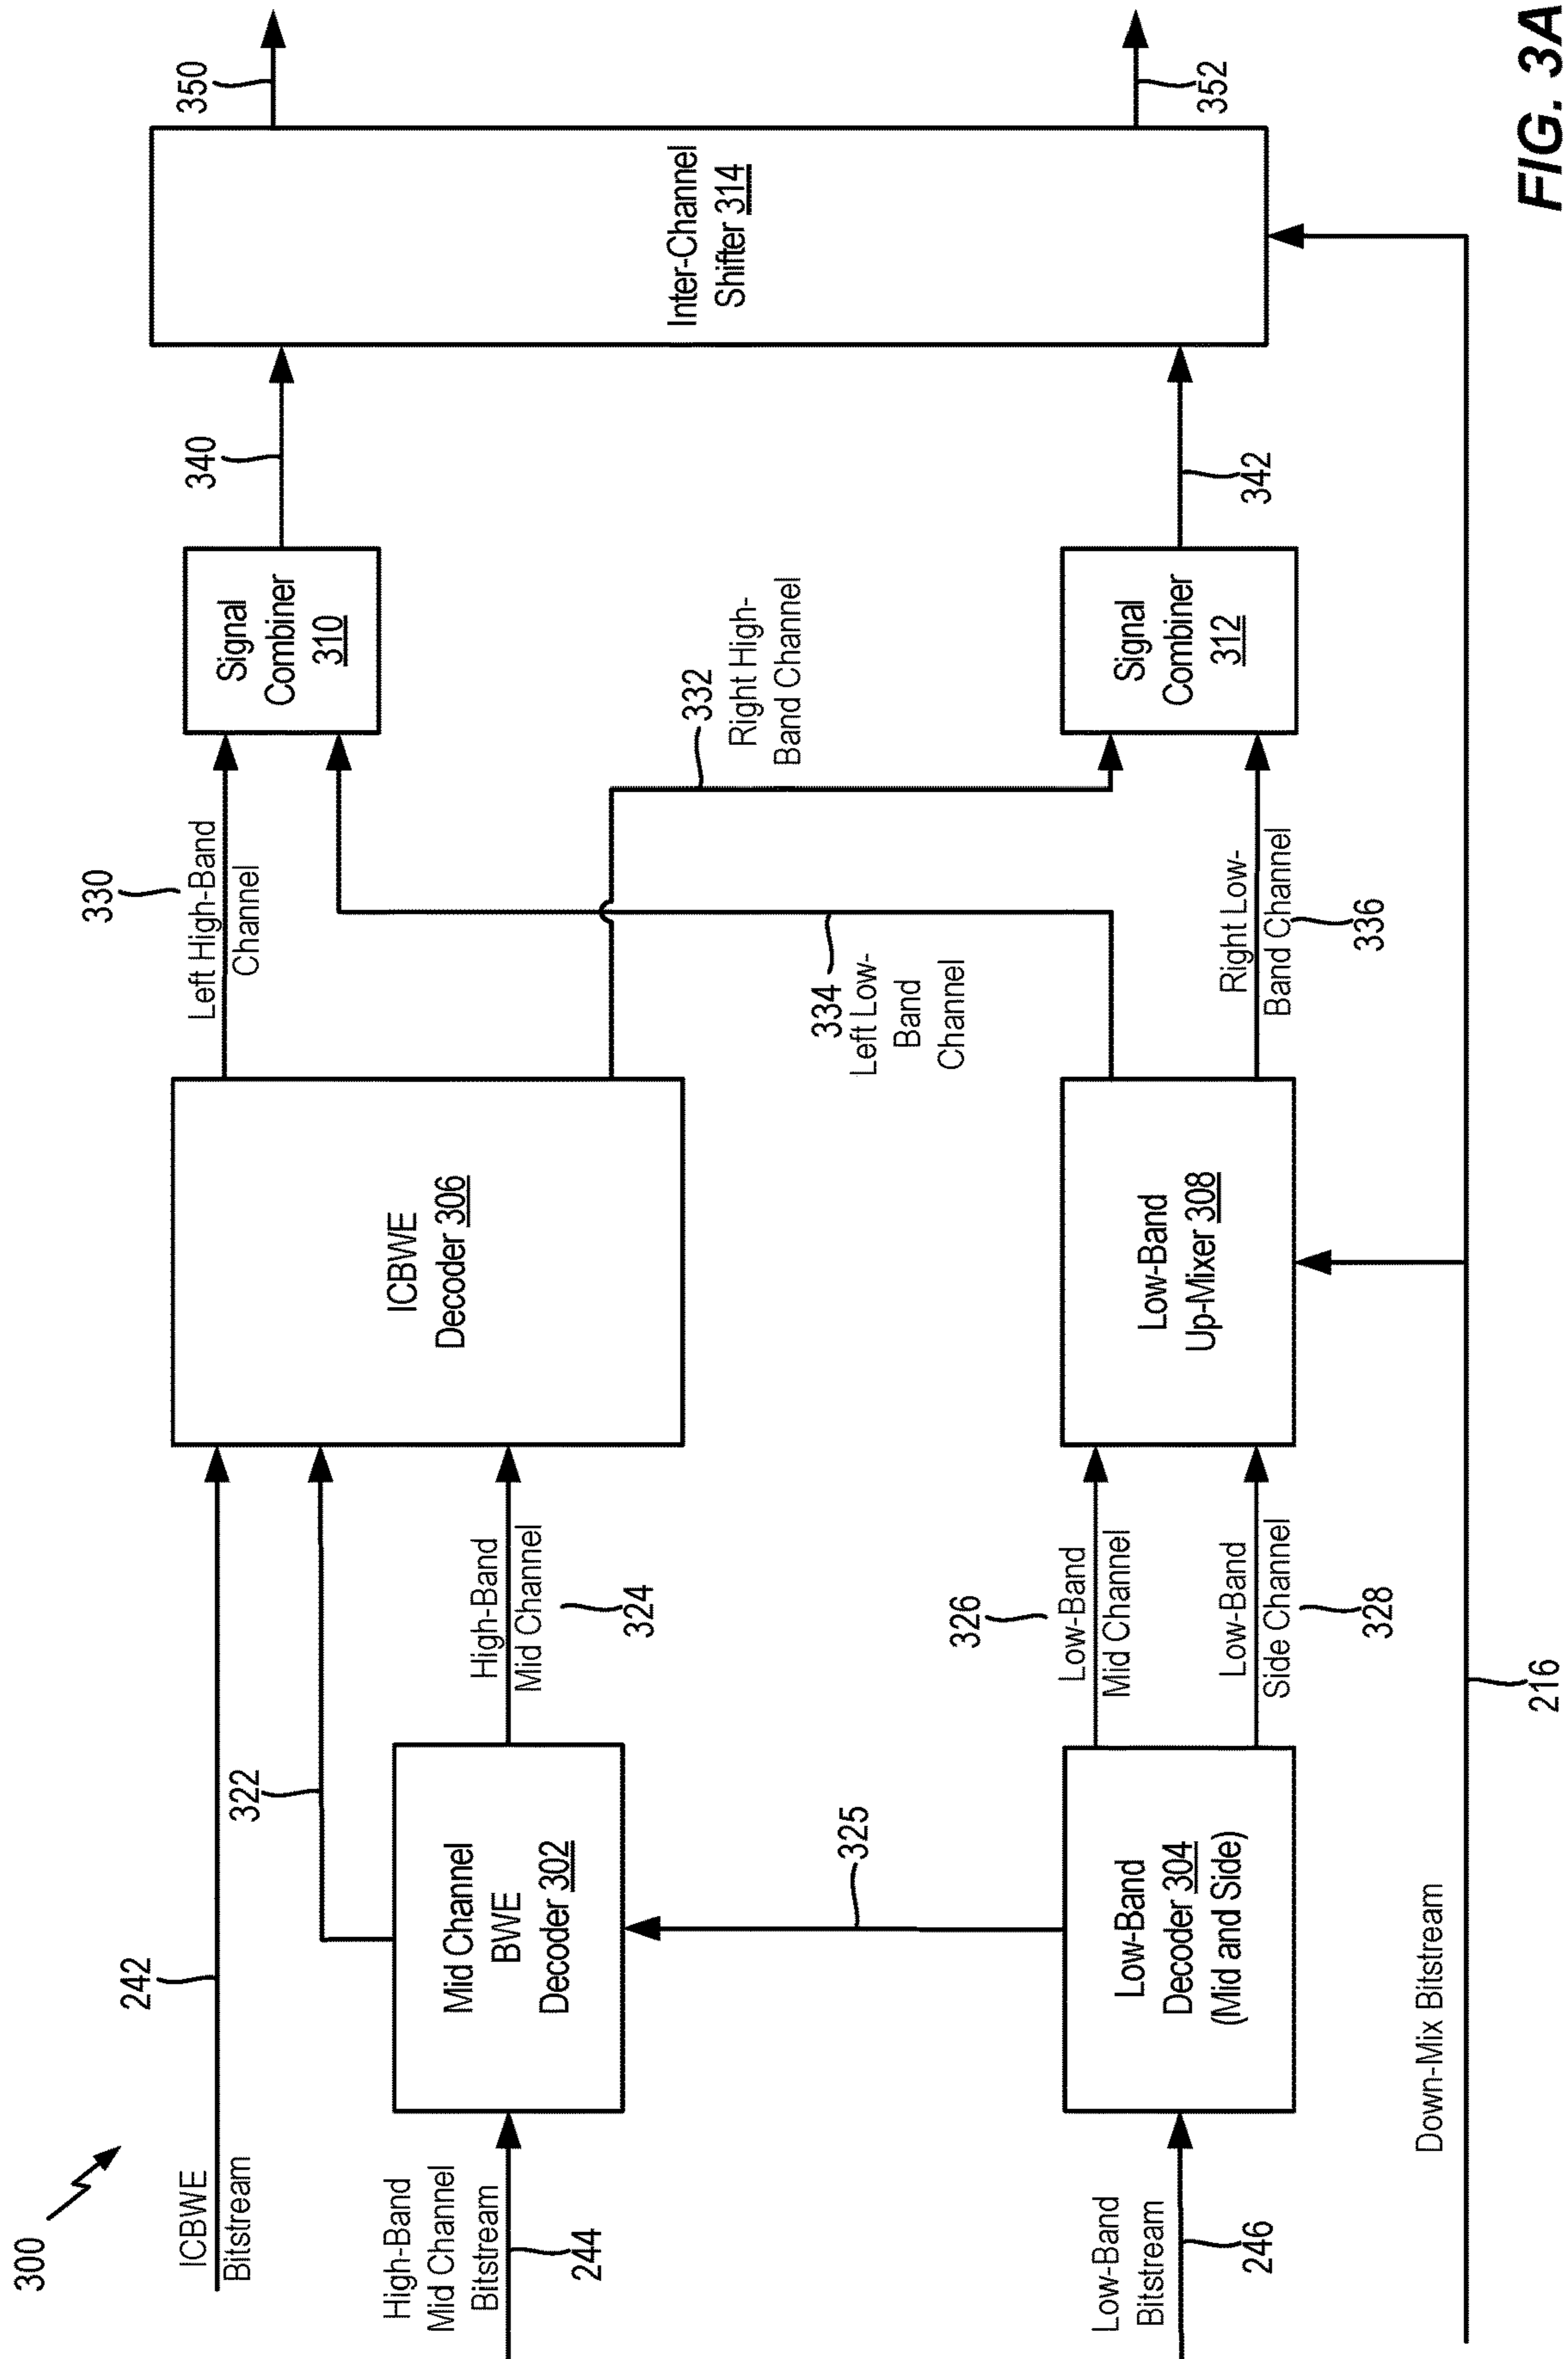 300
ICBWE
Bitstream
242
322
High-Band
Mid Channel
Bitstream
244
Mid Channel
BWE
Decoder 302
High-Band
Mid Channel
324
325
Low-Band
Bitstream
246
Low-Band
Decoder 304
(Mid and Side)
326
Low-Band
Mid Channel
Low-Band
Side Channel
328
ICBWE
Decoder 306
Low-Band
Up-Mixer 308
330
Left High-Band
Channel
332
Right High-
Band Channel
334
Left Low-
Band
Channel
Right Low-
Band Channel
336
Signal
Combiner
310
Signal
Combiner
312
340
342
Inter-Channel
Shifter 314
350
352
Down-Mix Bitstream
216
FIG. 3A